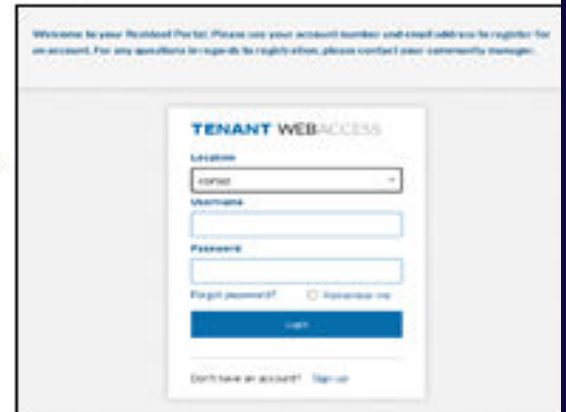 Welcome to your Resident Portal. Please use your account number and email address to register for
an account. For any questions in regards to registration, please contact your community manager.
TENANT WEBACCESS
Location
Username
Password
Forgot password? Remember me
Login
Don't have an account? Sign up